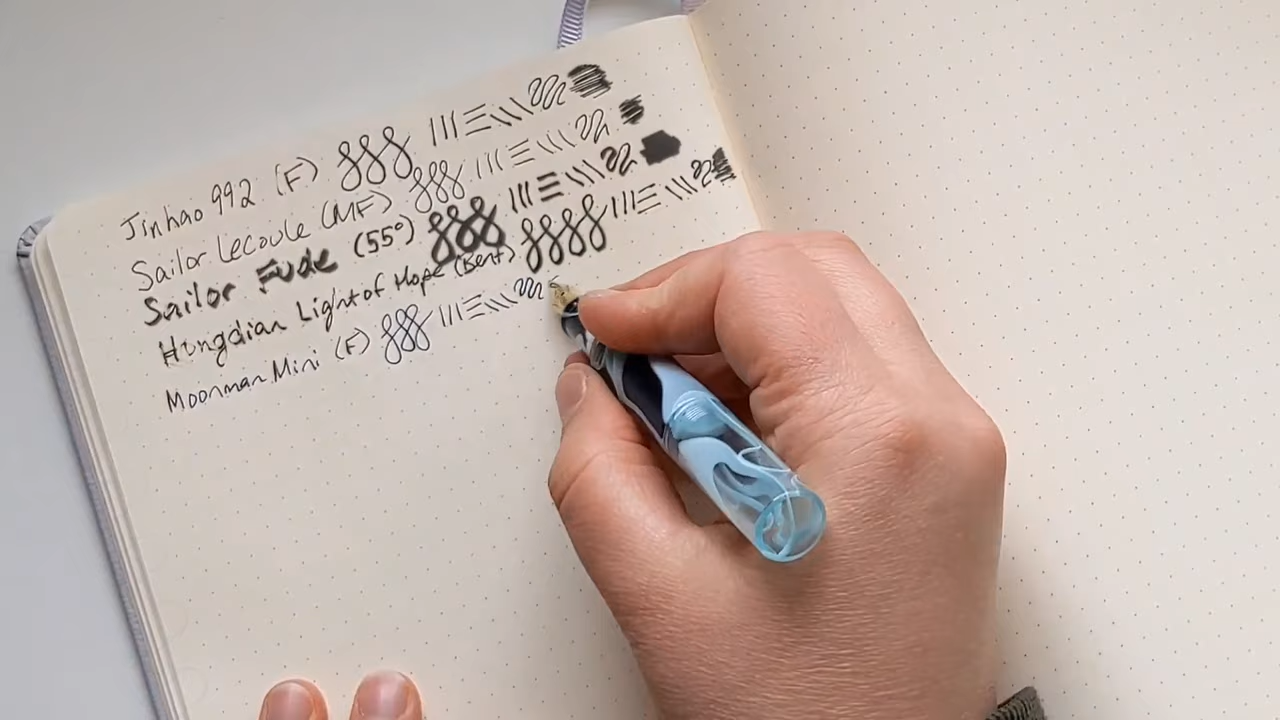 Jinhao 992 (F)
Sailor Lecoule (MF)
Sailor Fude (55°)
Hongdian Light of Hope (Bent)
Moonman Mini (F)